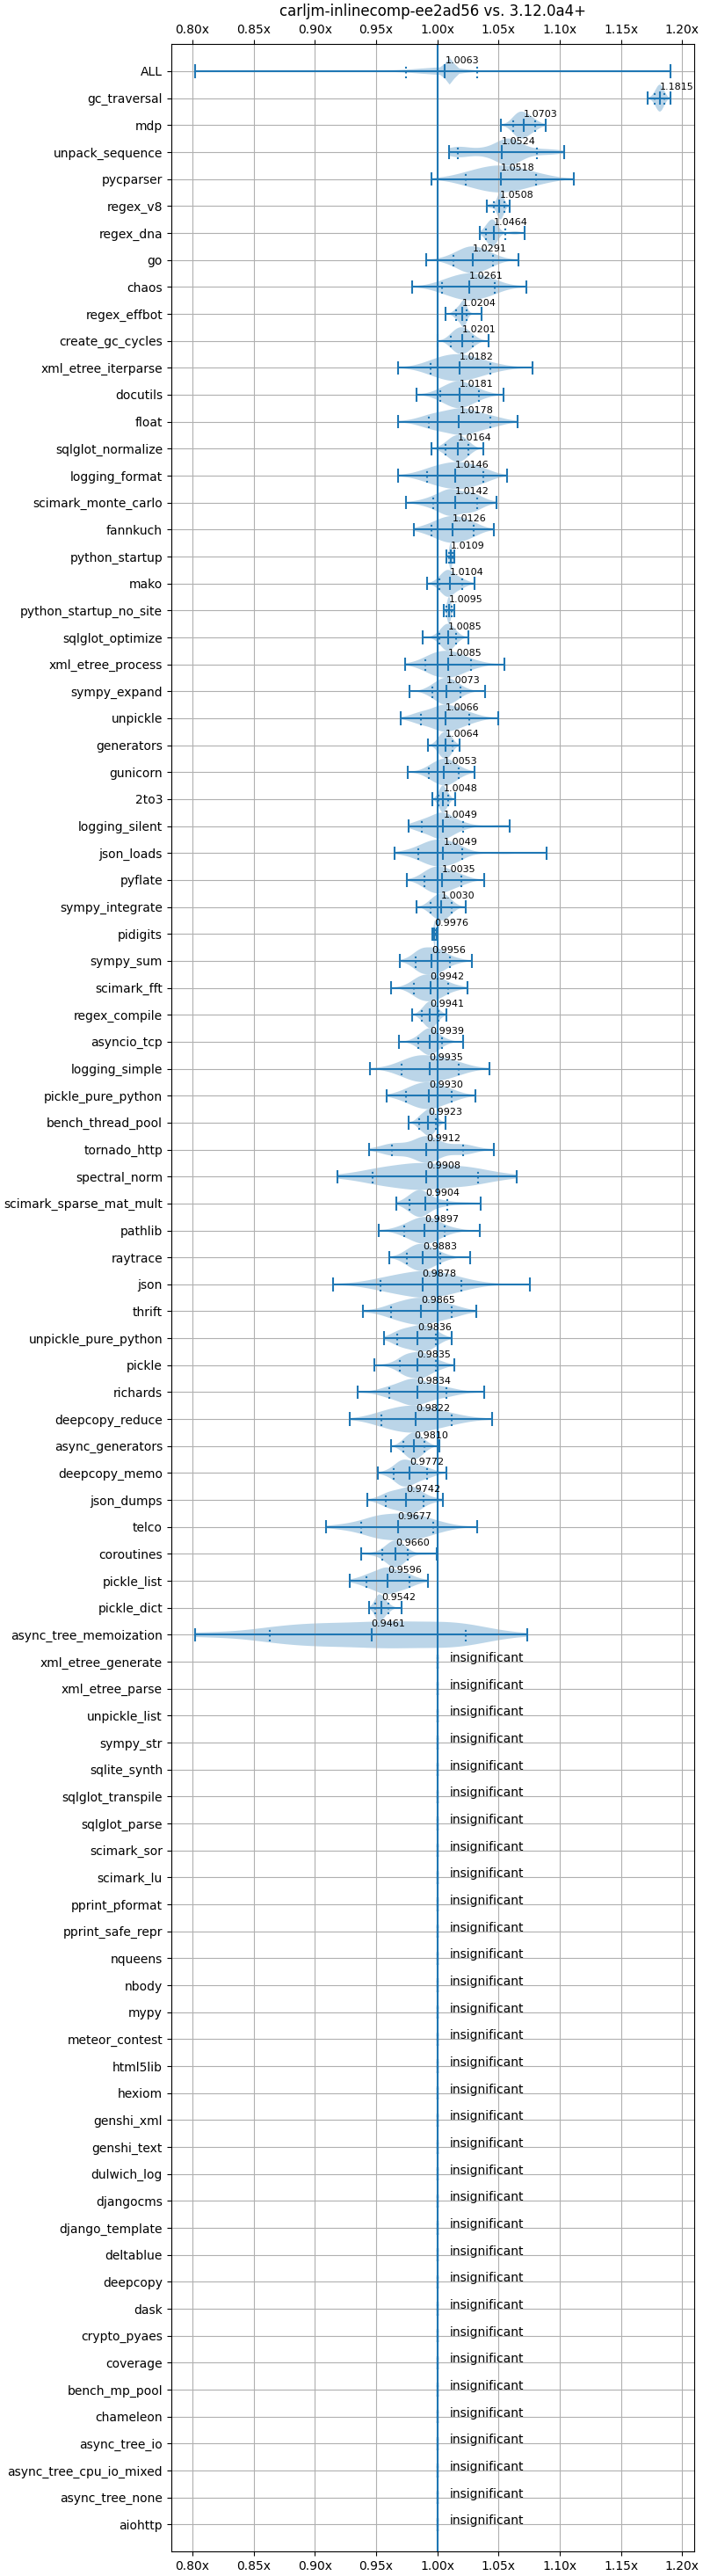 carljm-inlinecomp-ee2ad56 vs. 3.12.0a4+
0.80x 0.85x 0.90x 0.95x 1.00x 1.05x 1.10x 1.15x 1.20x
ALL 1.0063
gc_traversal 1.1815
mdp 1.0703
unpack_sequence 1.0524
pycparser 1.0518
regex_v8 1.0508
regex_dna 1.0464
go 1.0291
chaos 1.0261
regex_effbot 1.0204
create_gc_cycles 1.0201
xml_etree_iterparse 1.0182
docutils 1.0181
float 1.0178
sqlglot_normalize 1.0164
logging_format 1.0146
scimark_monte_carlo 1.0142
fannkuch 1.0126
python_startup 1.0109
mako 1.0104
python_startup_no_site 1.0095
sqlglot_optimize 1.0085
xml_etree_process 1.0085
sympy_expand 1.0073
unpickle 1.0066
generators 1.0064
gunicorn 1.0053
2to3 1.0048
logging_silent 1.0049
json_loads 1.0049
pyflate 1.0035
sympy_integrate 1.0030
pidigits 0.9976
sympy_sum 0.9956
scimark_fft 0.9942
regex_compile 0.9941
asyncio_tcp 0.9939
logging_simple 0.9935
pickle_pure_python 0.9930
bench_thread_pool 0.9923
tornado_http 0.9912
spectral_norm 0.9908
scimark_sparse_mat_mult 0.9904
pathlib 0.9897
raytrace 0.9883
json 0.9878
thrift 0.9865
unpickle_pure_python 0.9836
pickle 0.9835
richards 0.9834
deepcopy_reduce 0.9822
async_generators 0.9810
deepcopy_memo 0.9772
json_dumps 0.9742
telco 0.9677
coroutines 0.9660
pickle_list 0.9596
pickle_dict 0.9542
async_tree_memoization 0.9461
xml_etree_generate insignificant
xml_etree_parse insignificant
unpickle_list insignificant
sympy_str insignificant
sqlite_synth insignificant
sqlglot_transpile insignificant
sqlglot_parse insignificant
scimark_sor insignificant
scimark_lu insignificant
pprint_pformat insignificant
pprint_safe_repr insignificant
nqueens insignificant
nbody insignificant
mypy insignificant
meteor_contest insignificant
html5lib insignificant
hexiom insignificant
genshi_xml insignificant
genshi_text insignificant
dulwich_log insignificant
djangocms insignificant
django_template insignificant
deltablue insignificant
deepcopy insignificant
dask insignificant
crypto_pyaes insignificant
coverage insignificant
bench_mp_pool insignificant
chameleon insignificant
async_tree_io insignificant
async_tree_cpu_io_mixed insignificant
async_tree_none insignificant
aiohttp insignificant
0.80x 0.85x 0.90x 0.95x 1.00x 1.05x 1.10x 1.15x 1.20x